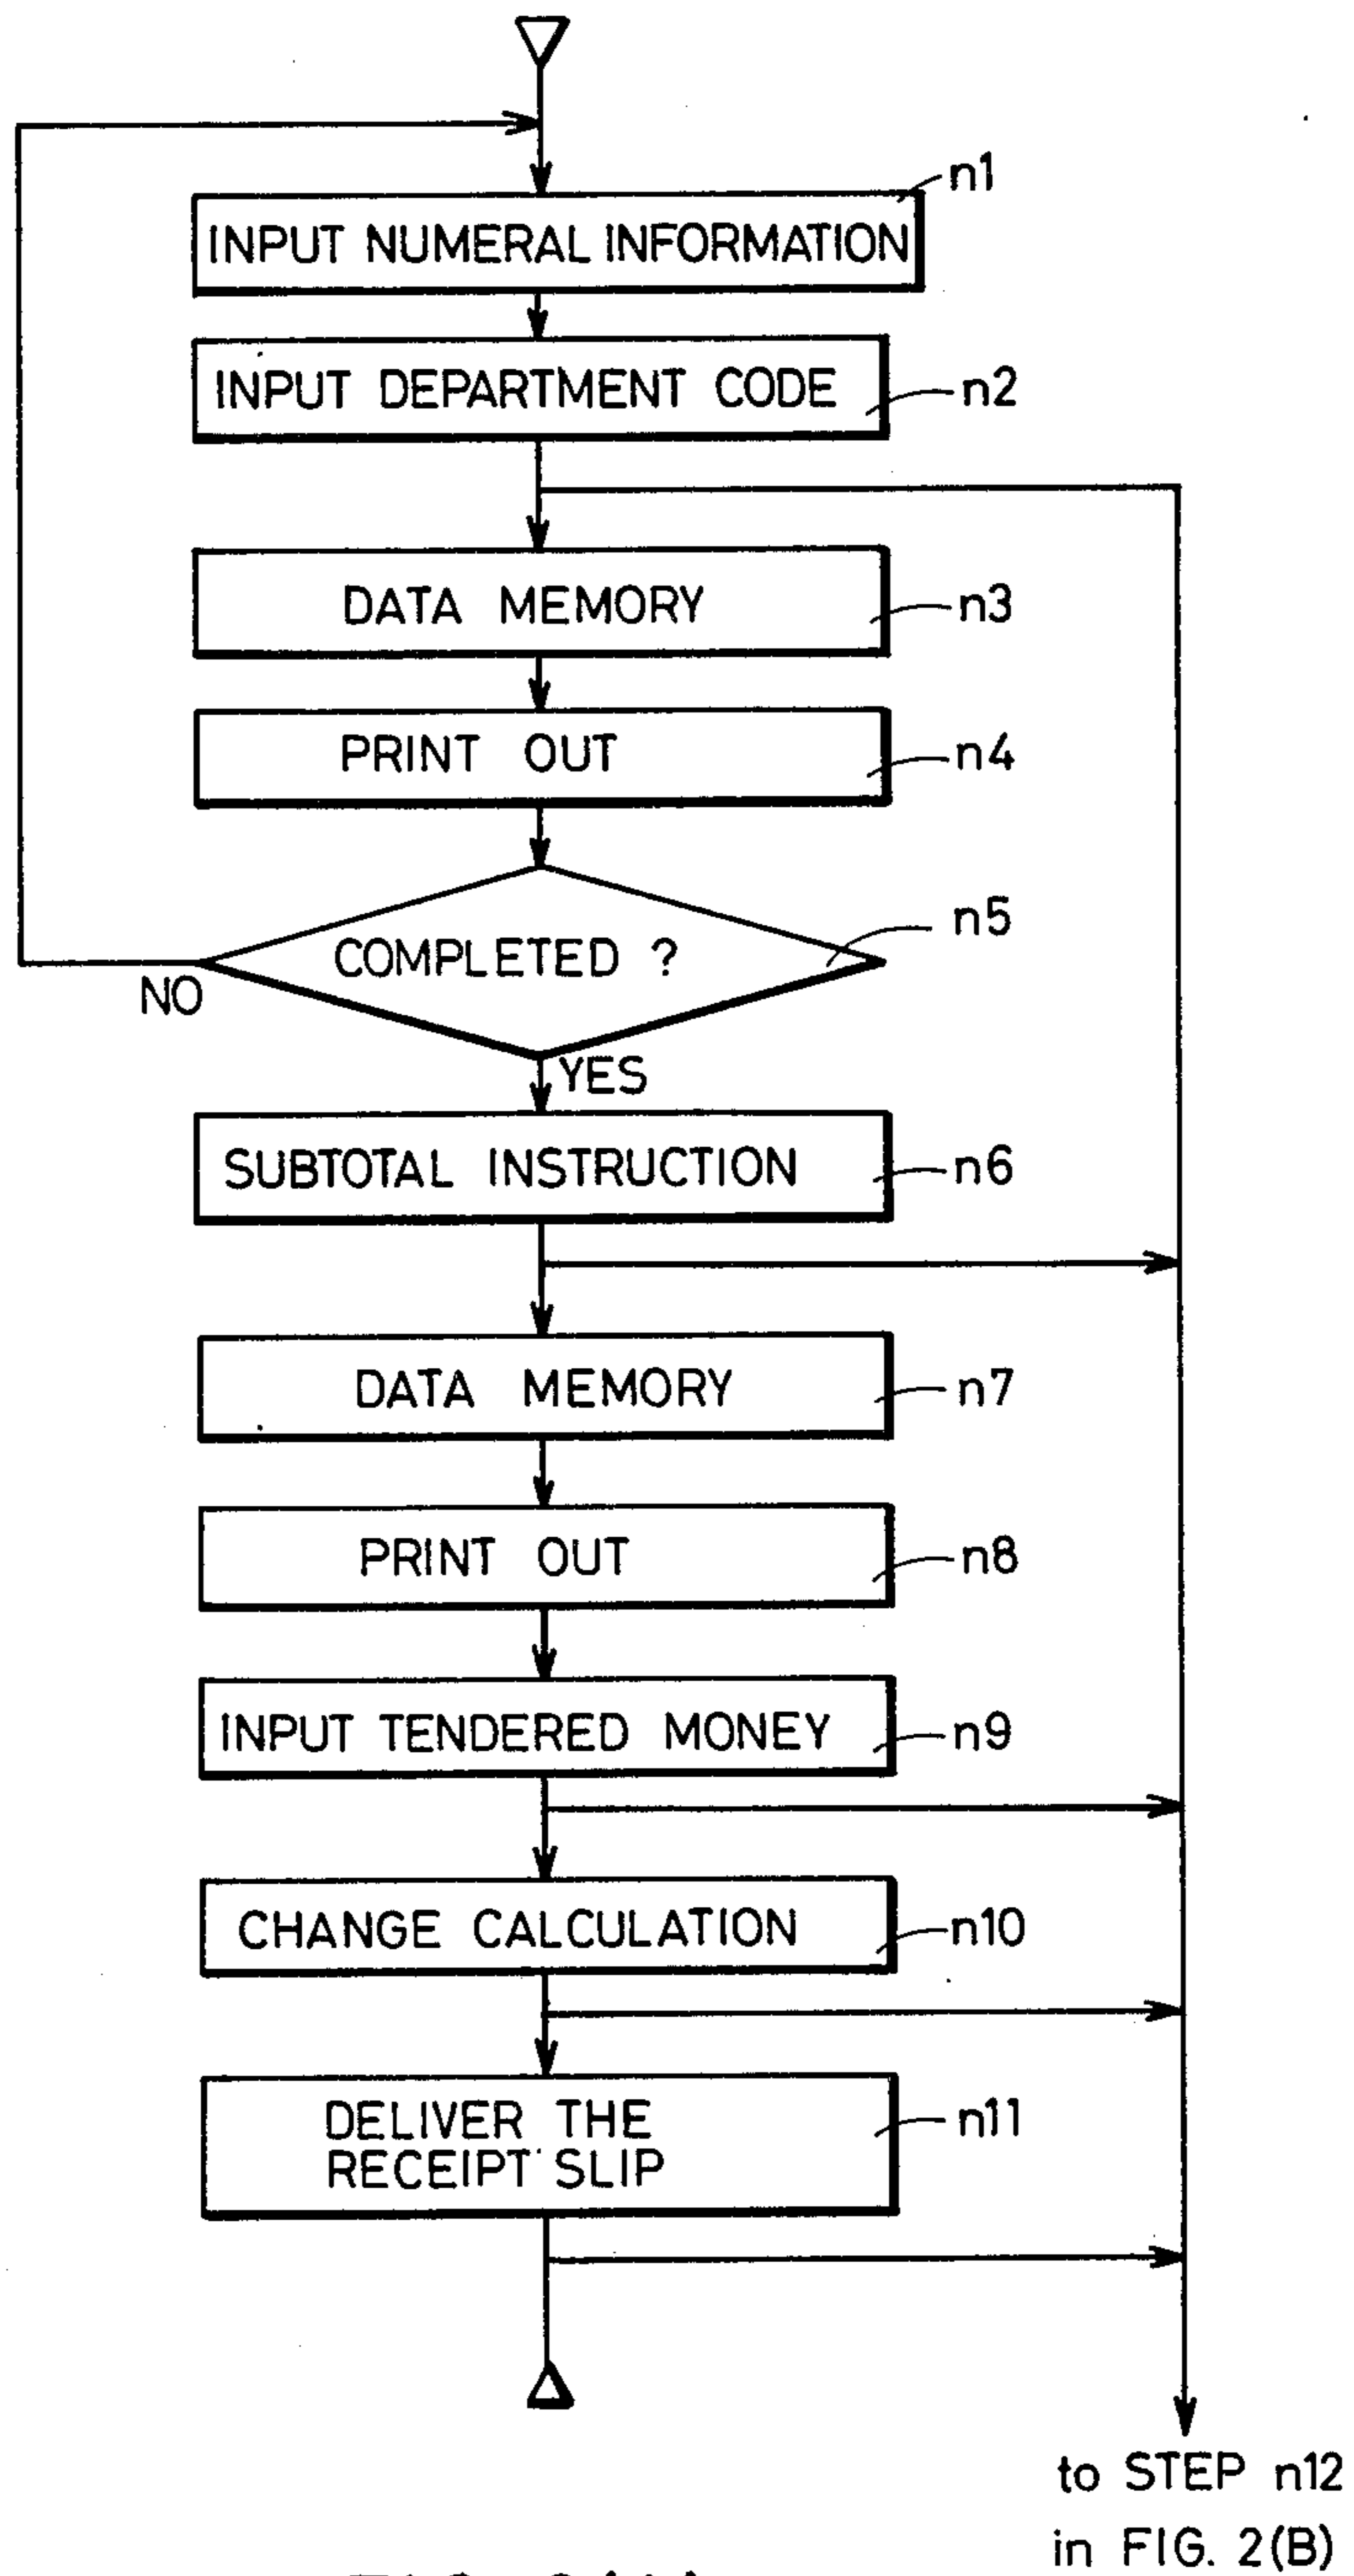 n1
INPUT NUMERAL INFORMATION
INPUT DEPARTMENT CODE
n2
DATA MEMORY
n3
PRINT OUT
n4
n5
COMPLETED ?
NO
YES
SUBTOTAL INSTRUCTION
n6
DATA MEMORY
n7
PRINT OUT
n8
INPUT TENDERED MONEY
n9
CHANGE CALCULATION
n10
DELIVER THE
RECEIPT SLIP
n11
to STEP n12
in FIG. 2(B)